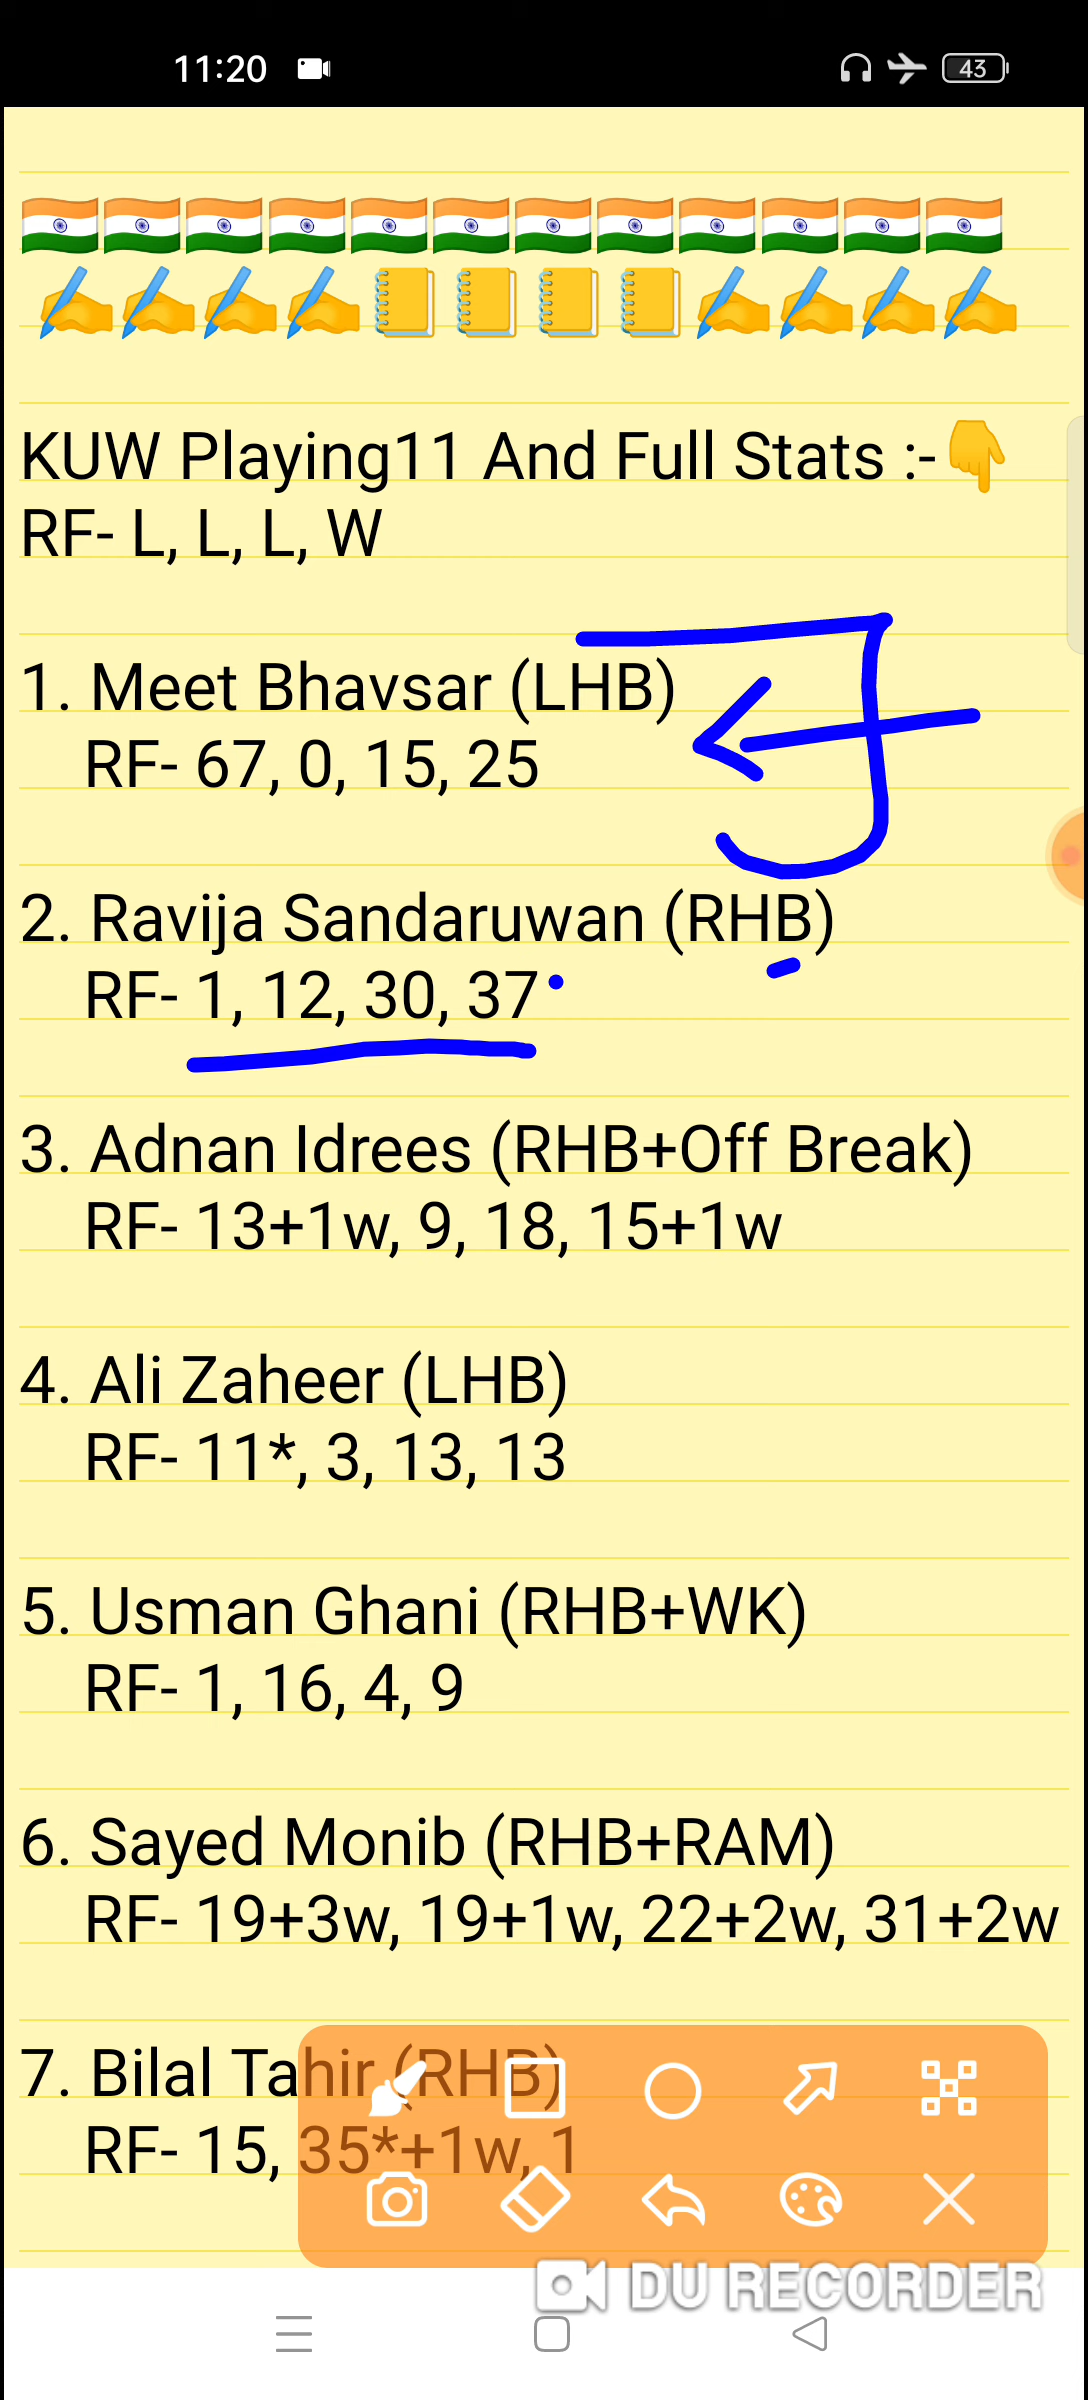 11:20
43
KUW Playing11 And Full Stats :-
RF- L, L, L, W
1. Meet Bhavsar (LHB)
RF- 67, 0, 15, 25
2. Ravija Sandaruwan (RHB)
RF- 1, 12, 30, 37
3. Adnan Idrees (RHB+Off Break)
RF- 13+1w, 9, 18, 15+1w
4. Ali Zaheer (LHB)
RF- 11*, 3, 13, 13
5. Usman Ghani (RHB+WK)
RF- 1, 16, 4, 9
6. Sayed Monib (RHB+RAM)
RF- 19+3w, 19+1w, 22+2w, 31+2w
7. Bilal Tahir (RHB)
RF- 15, 35*+1w, 1
DU RECORDER